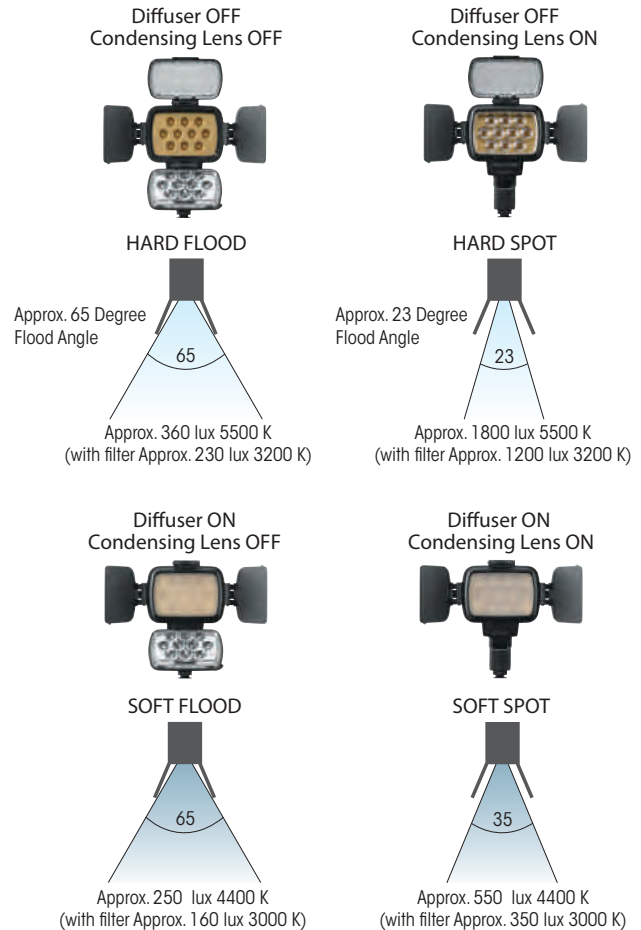 Diffuser OFF
Condensing Lens OFF
HARD FLOOD
Approx. 65 Degree
Flood Angle
65
Approx. 360 lux 5500 K
(with filter Approx. 230 lux 3200 K)
Diffuser OFF
Condensing Lens ON
HARD SPOT
Approx. 23 Degree
Flood Angle
23
Approx. 1800 lux 5500 K
(with filter Approx. 1200 lux 3200 K)
Diffuser ON
Condensing Lens OFF
SOFT FLOOD
65
Approx. 250 lux 4400 K
(with filter Approx. 160 lux 3000 K)
Diffuser ON
Condensing Lens ON
SOFT SPOT
35
Approx. 550 lux 4400 K
(with filter Approx. 350 lux 3000 K)